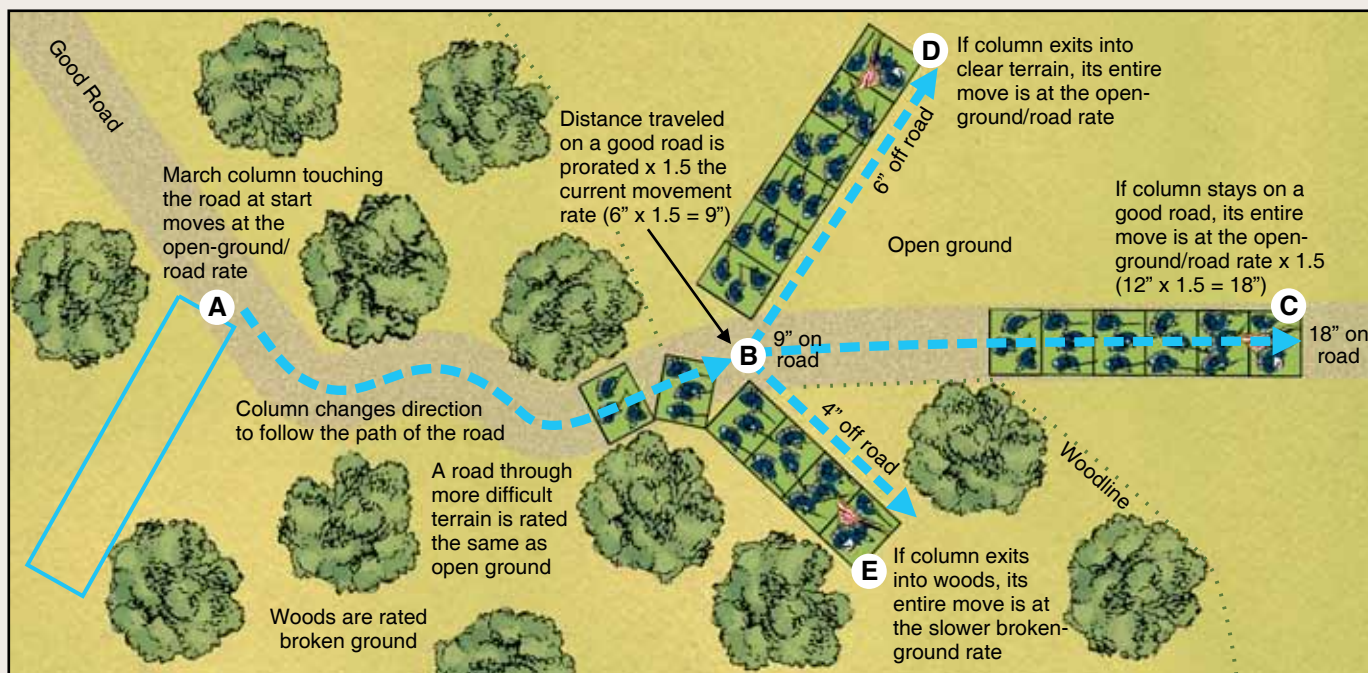 Good Road
March column touching
the road at start
moves at the
open-ground/
road rate
A
Column changes direction
to follow the path of the road
A road through
more difficult
terrain is rated
the same as
open ground
Woods are rated
broken ground
Distance traveled
on a good road is
prorated x 1.5 the
current movement
rate (6” x 1.5 = 9”)
B
9” on
road
D
6” off road
If column exits into
clear terrain, its entire
move is at the open-
ground/road rate
Open ground
If column stays on a
good road, its entire
move is at the open-
ground/road rate x 1.5
(12” x 1.5 = 18”)
C
18” on
road
4” off road
E
If column exits
into woods, its
entire move is at
the slower broken-
ground rate
Woodline